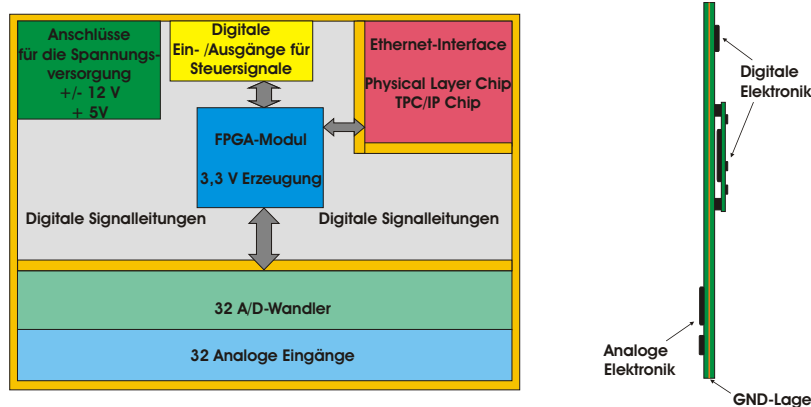 Anschlüsse
für die Spannungs-
versorgung
+/- 12 V
+ 5V
Digitale
Ein- /Ausgänge für
Steuersignale
Ethernet-Interface
Physical Layer Chip
TPC/IP Chip
FPGA-Modul
3,3 V Erzeugung
Digitale Signalleitungen
Digitale Signalleitungen
32 A/D-Wandler
32 Analoge Eingänge
Digitale
Elektronik
Analoge
Elektronik
GND-Lage